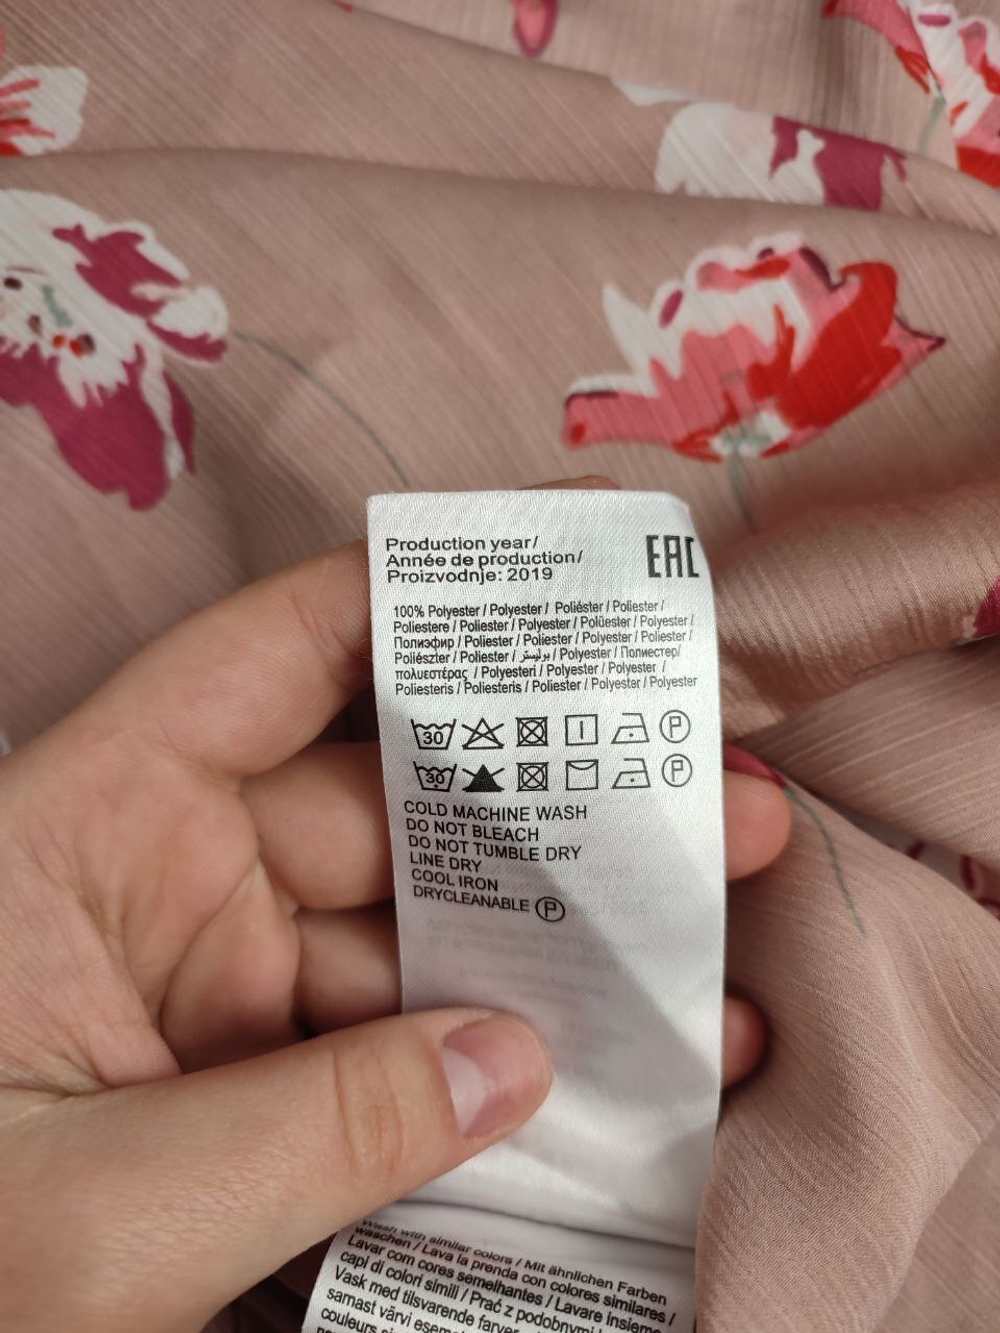 Production year/
Année de production/
Proizvodnje: 2019
EAC
100% Polyester / Polyester / Poliéster / Poliester /
Poliestere / Poliester / Polyester / Polüester / Polyester /
Полиэфир / Poliester / Poliester / Polyester / Poliester /
Poliészter / Poliester / بوليستر / Polyester / Полиестер/
πολυεστέρας / Polyesteri / Polyester / Polyester /
Poliesteris / Poliesteris / Poliester / Polyester / Polyester
30 P
30 P
COLD MACHINE WASH
DO NOT BLEACH
DO NOT TUMBLE DRY
LINE DRY
COOL IRON
DRYCLEANABLE P
Wash with similar colors / Mit ähnlichen Farben
waschen / Lava la prenda con colores similares /
Lavar com cores semelhantes / Lavare insieme
capi di colori simili / Prać z podobnymi
Vask med tilsvarende farver
samast värvi
couleurs